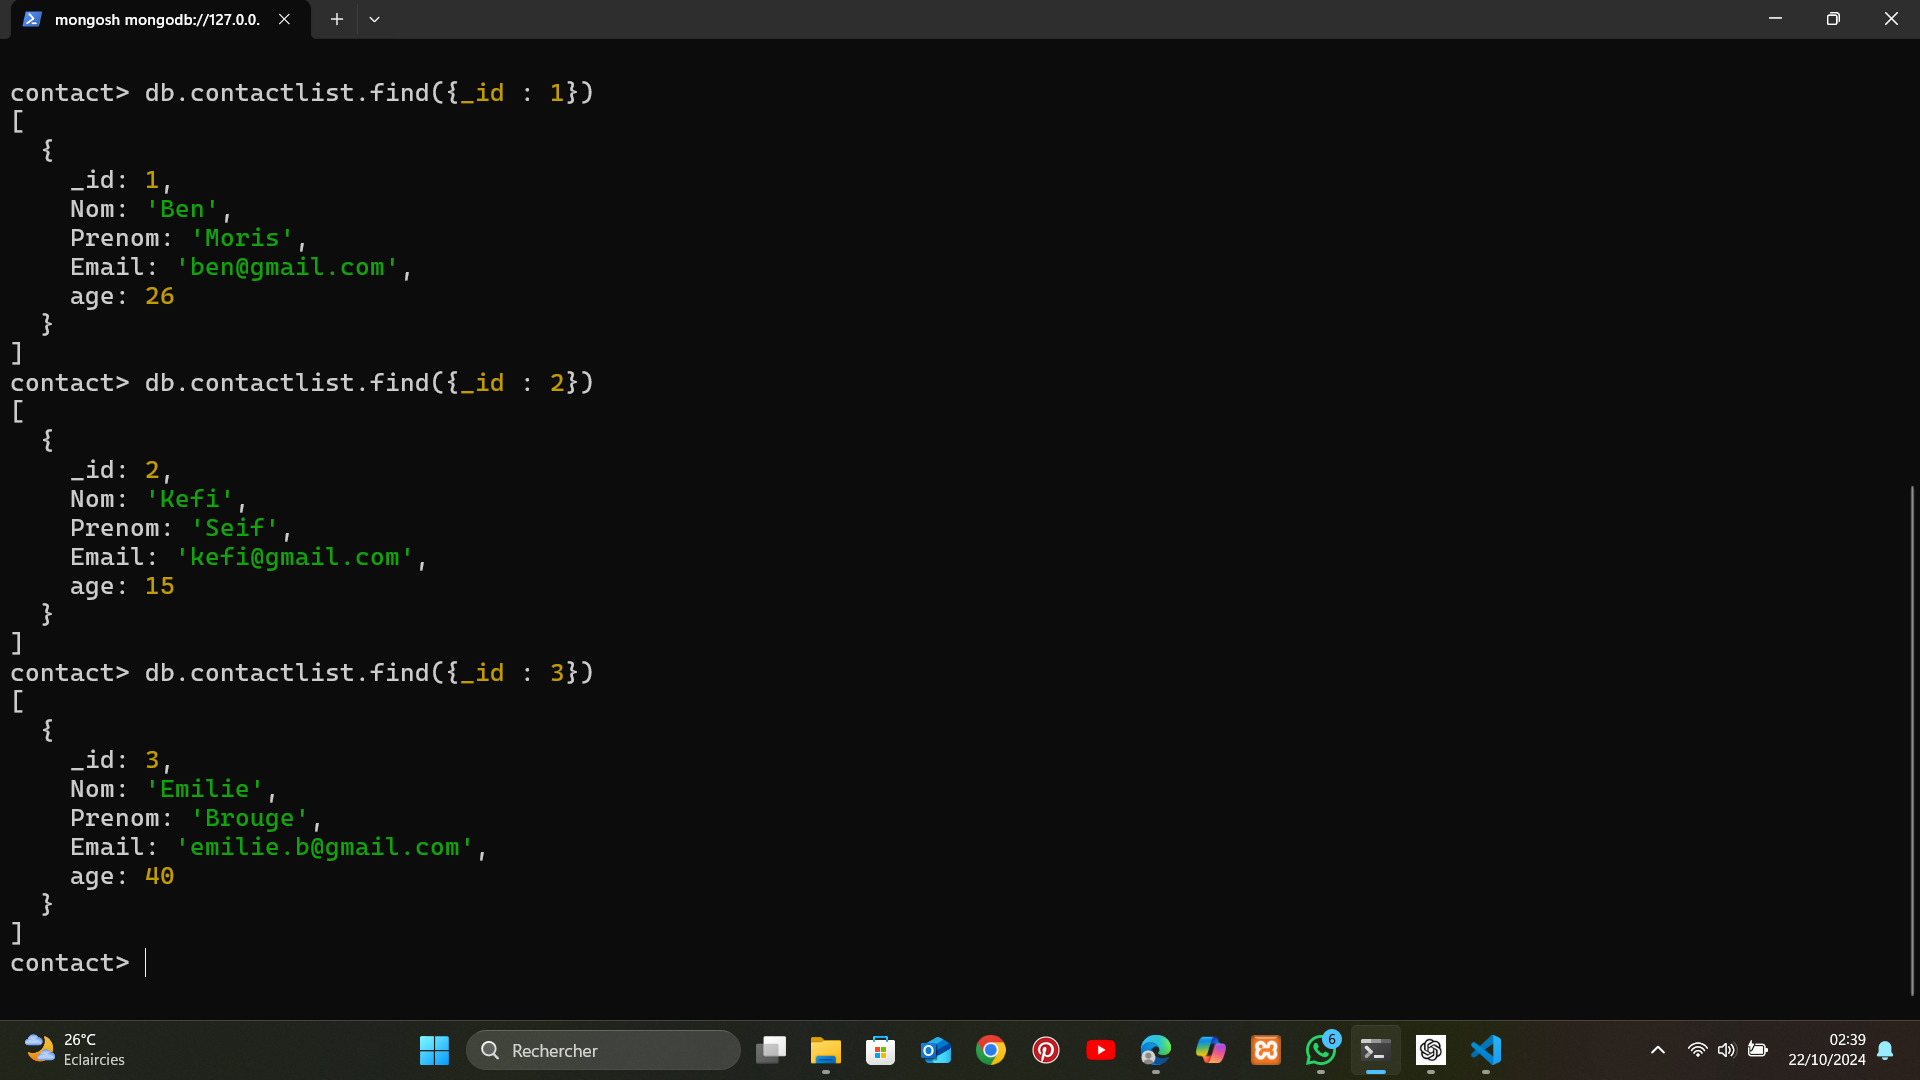 mongosh mongodb://127.0.0.
contact> db.contactlist.find({_id : 1})
[
  {
    _id: 1,
    Nom: 'Ben',
    Prenom: 'Moris',
    Email: 'ben@gmail.com',
    age: 26
  }
]
contact> db.contactlist.find({_id : 2})
[
  {
    _id: 2,
    Nom: 'Kefi',
    Prenom: 'Seif',
    Email: 'kefi@gmail.com',
    age: 15
  }
]
contact> db.contactlist.find({_id : 3})
[
  {
    _id: 3,
    Nom: 'Emilie',
    Prenom: 'Brouge',
    Email: 'emilie.b@gmail.com',
    age: 40
  }
]
contact>
26°C
Eclaircies
Rechercher
6
02:39
22/10/2024